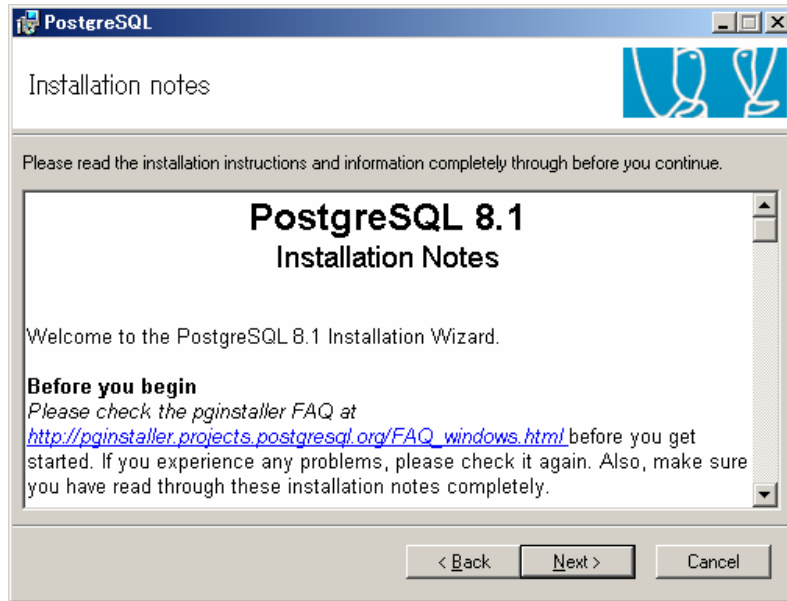 PostgreSQL
Installation notes
Please read the installation instructions and information completely through before you continue.
PostgreSQL 8.1
Installation Notes
Welcome to the PostgreSQL 8.1 Installation Wizard.
Before you begin
Please check the pginstaller FAQ at
http://pginstaller.projects.postgresql.org/FAQ_windows.html before you get
started. If you experience any problems, please check it again. Also, make sure
you have read through these installation notes completely.
< Back Next > Cancel